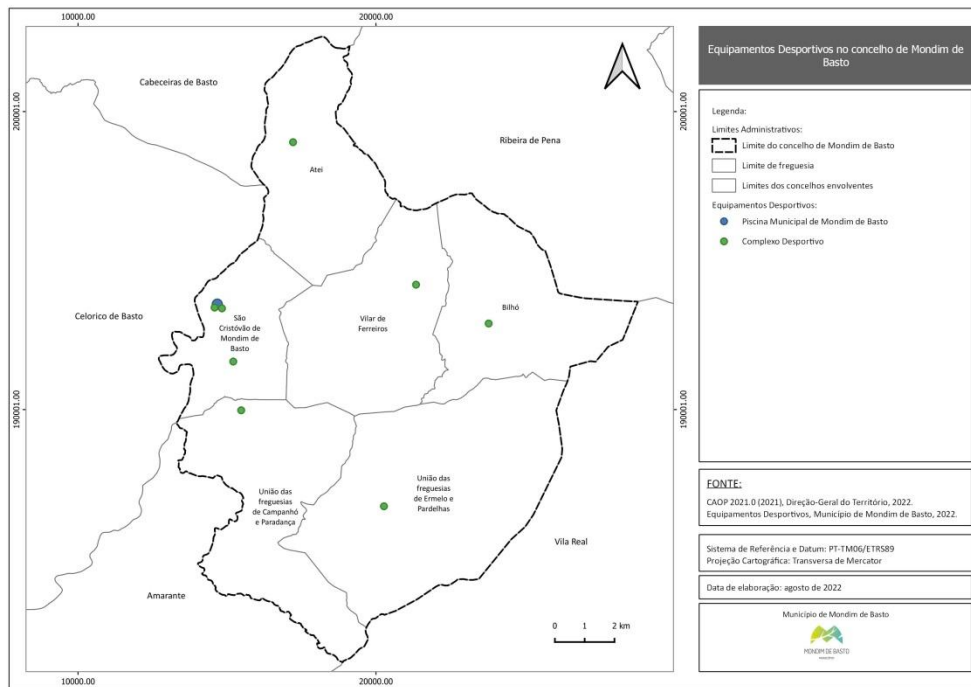 10000.00
20000.00
Equipamentos Desportivos no concelho de Mondim de
Basto
Cabeceiras de Basto
200001.00
200001.00
Ribeira de Pena
Atei
Legenda:
Limites Administrativos:
Limite do concelho de Mondim de Basto
Limite de freguesia
Limites dos concelhos envolventes
Equipamentos Desportivos:
Piscina Municipal de Mondim de Basto
Complexo Desportivo
Celorico de Basto
São
Cristóvão de
Mondim de
Basto
Vilar de
Ferreiros
Bilhó
190001.00
190001.00
União das
freguesias
de Campanhó
e Paradança
União das
freguesias
de Ermelo e
Pardelhas
Vila Real
Amarante
0 1 2 km
10000.00
20000.00
FONTE:
CAOP 2021.0 (2021), Direção-Geral do Território, 2022.
Equipamentos Desportivos, Município de Mondim de Basto, 2022.
Sistema de Referência e Datum: PT-TM06/ETRS89
Projeção Cartográfica: Transversa de Mercator
Data de elaboração: agosto de 2022
Município de Mondim de Basto
MONDIM DE BASTO